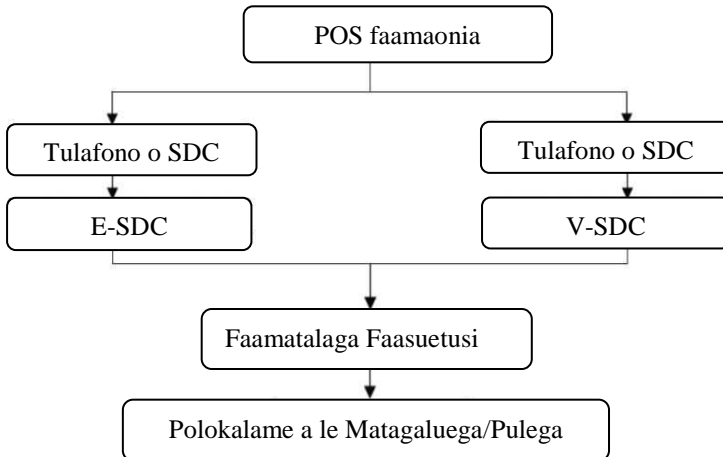 POS faamaonia
Tulafono o SDC
Tulafono o SDC
E-SDC
V-SDC
Faamatalaga Faasuetusi
Polokalame a le Matagaluega/Pulega